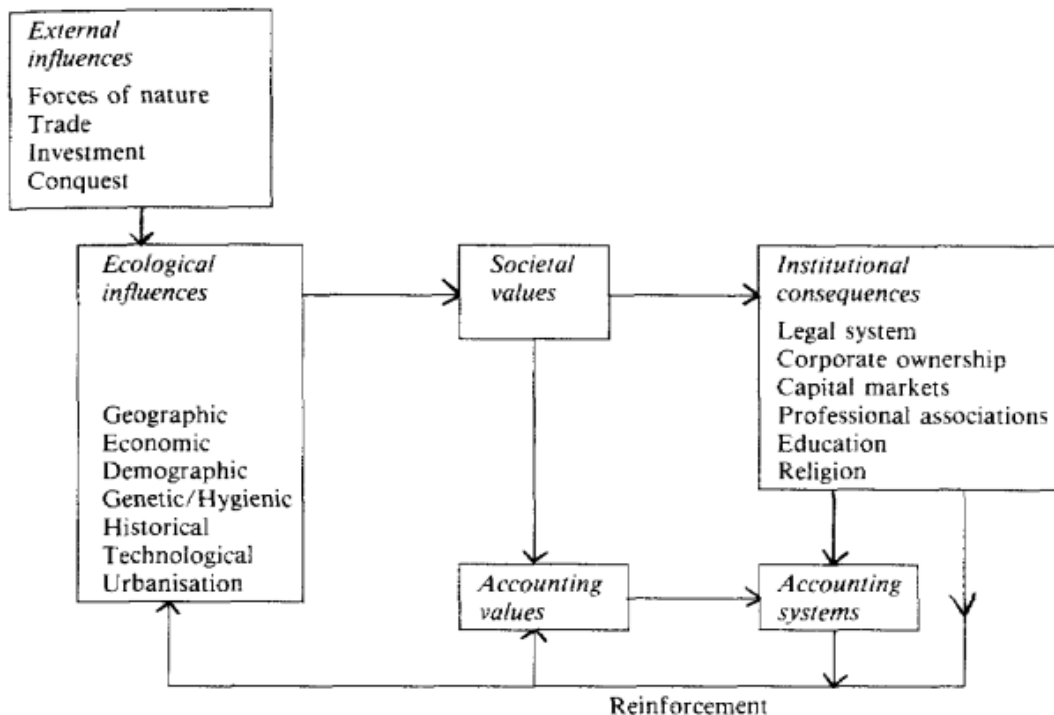 External
influences
Forces of nature
Trade
Investment
Conquest
Ecological
influences
Geographic
Economic
Demographic
Genetic/Hygienic
Historical
Technological
Urbanisation
Societal
values
Institutional
consequences
Legal system
Corporate ownership
Capital markets
Professional associations
Education
Religion
Accounting
values
Accounting
systems
Reinforcement